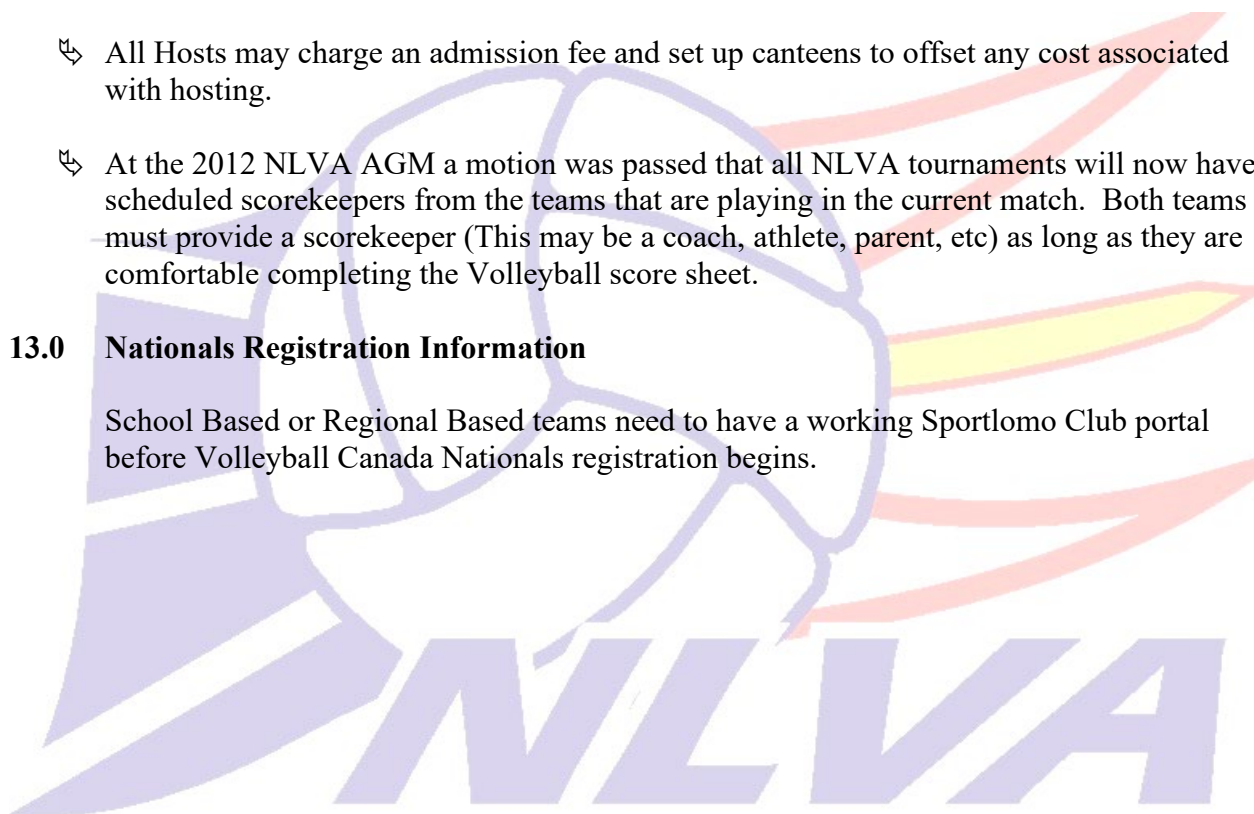 ↳ All Hosts may charge an admission fee and set up canteens to offset any cost associated
with hosting.
↳ At the 2012 NLVA AGM a motion was passed that all NLVA tournaments will now have
scheduled scorekeepers from the teams that are playing in the current match.  Both teams
must provide a scorekeeper (This may be a coach, athlete, parent, etc) as long as they are
comfortable completing the Volleyball score sheet.
13.0 Nationals Registration Information
School Based or Regional Based teams need to have a working Sportlomo Club portal
before Volleyball Canada Nationals registration begins.
NLVA